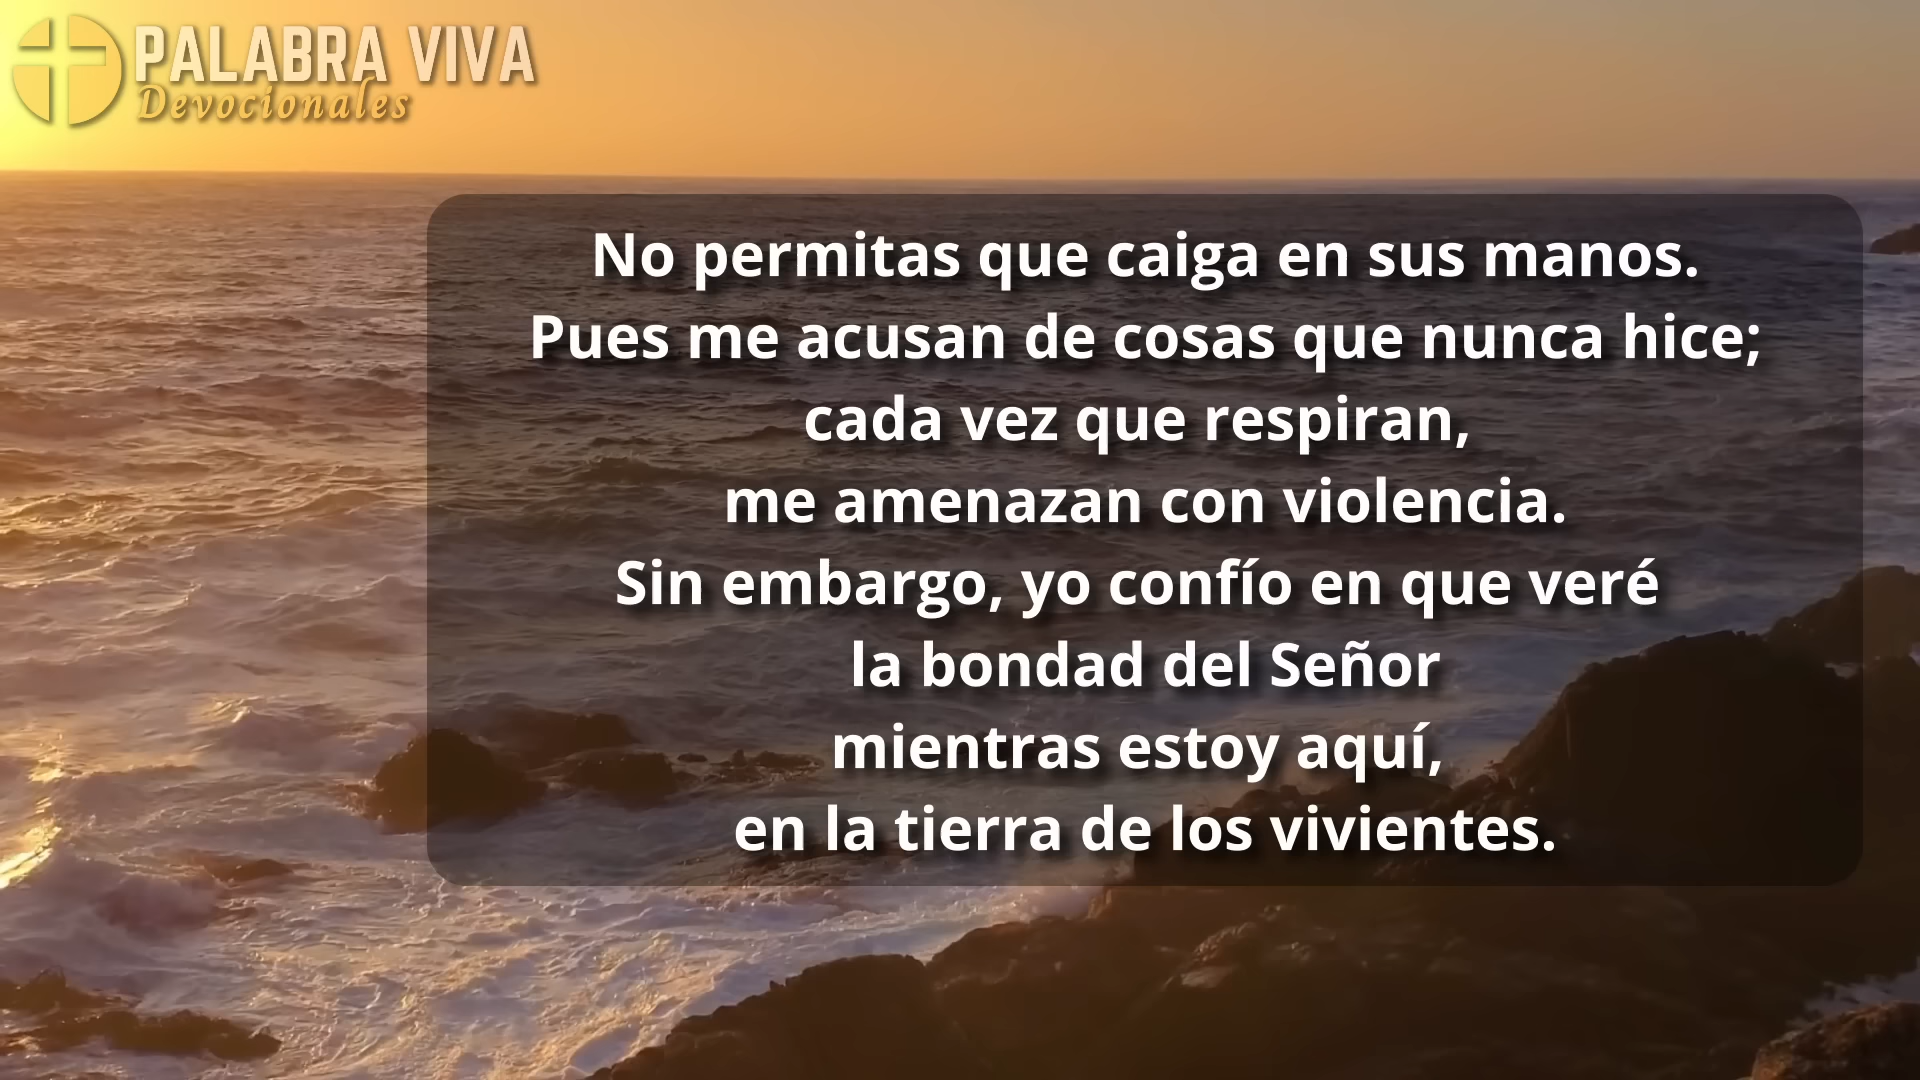 PALABRA VIVA
Devocionales
No permitas que caiga en sus manos.
Pues me acusan de cosas que nunca hice;
cada vez que respiran,
me amenazan con violencia.
Sin embargo, yo confío en que veré
la bondad del Señor
mientras estoy aquí,
en la tierra de los vivientes.